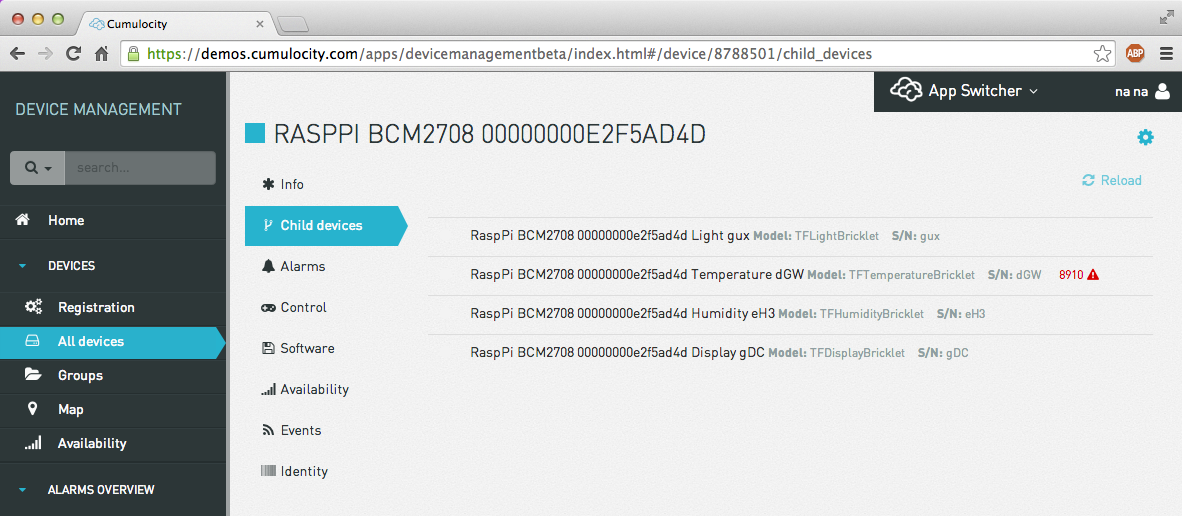 Cumulocity
https://demos.cumulocity.com/apps/devicemanagementbeta/index.html#/device/8788501/child_devices
ABP
App Switcher
na na
DEVICE MANAGEMENT
search...
Home
DEVICES
Registration
All devices
Groups
Map
Availability
ALARMS OVERVIEW
RASPPI BCM2708 00000000E2F5AD4D
Reload
Info
Child devices
Alarms
Control
Software
Availability
Events
Identity
RaspPi BCM2708 00000000e2f5ad4d Light gux Model: TFLightBricklet S/N: gux
RaspPi BCM2708 00000000e2f5ad4d Temperature dGW Model: TFTemperatureBricklet S/N: dGW 8910
RaspPi BCM2708 00000000e2f5ad4d Humidity eH3 Model: TFHumidityBricklet S/N: eH3
RaspPi BCM2708 00000000e2f5ad4d Display gDC Model: TFDisplayBricklet S/N: gDC